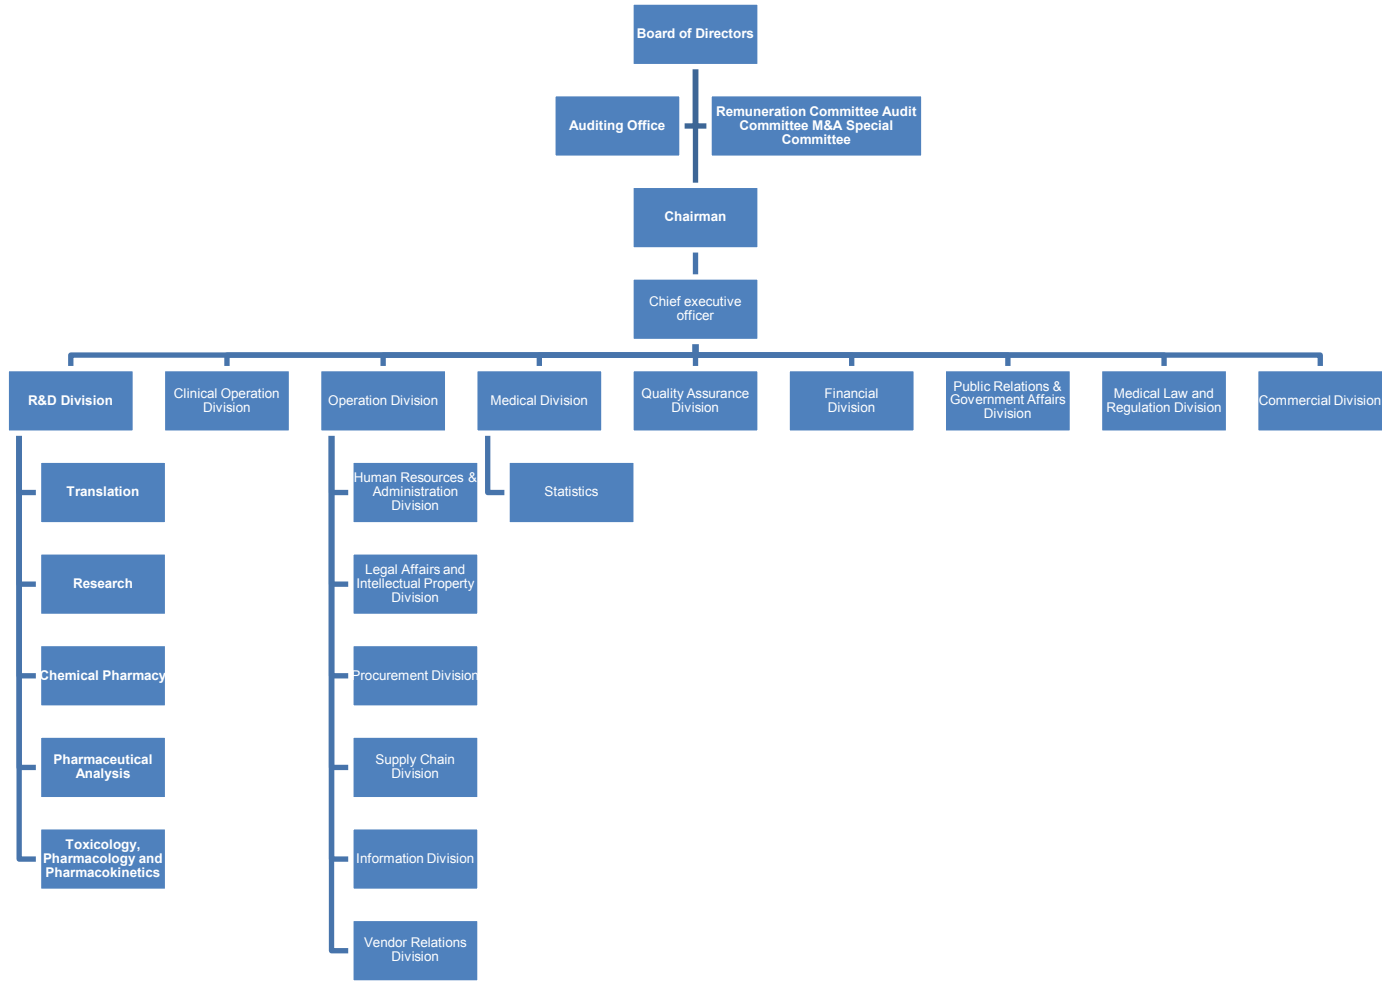 Board of Directors
Auditing Office
Remuneration Committee Audit
Committee M&A Special
Committee
Chairman
Chief executive
officer
R&D Division
Clinical Operation
Division
Operation Division
Medical Division
Quality Assurance
Division
Financial
Division
Public Relations &
Government Affairs
Division
Medical Law and
Regulation Division
Commercial Division
Translation
Human Resources &
Administration
Division
Statistics
Research
Legal Affairs and
Intellectual Property
Division
Chemical Pharmacy
Procurement Division
Pharmaceutical
Analysis
Supply Chain
Division
Toxicology,
Pharmacology and
Pharmacokinetics
Information Division
Vendor Relations
Division